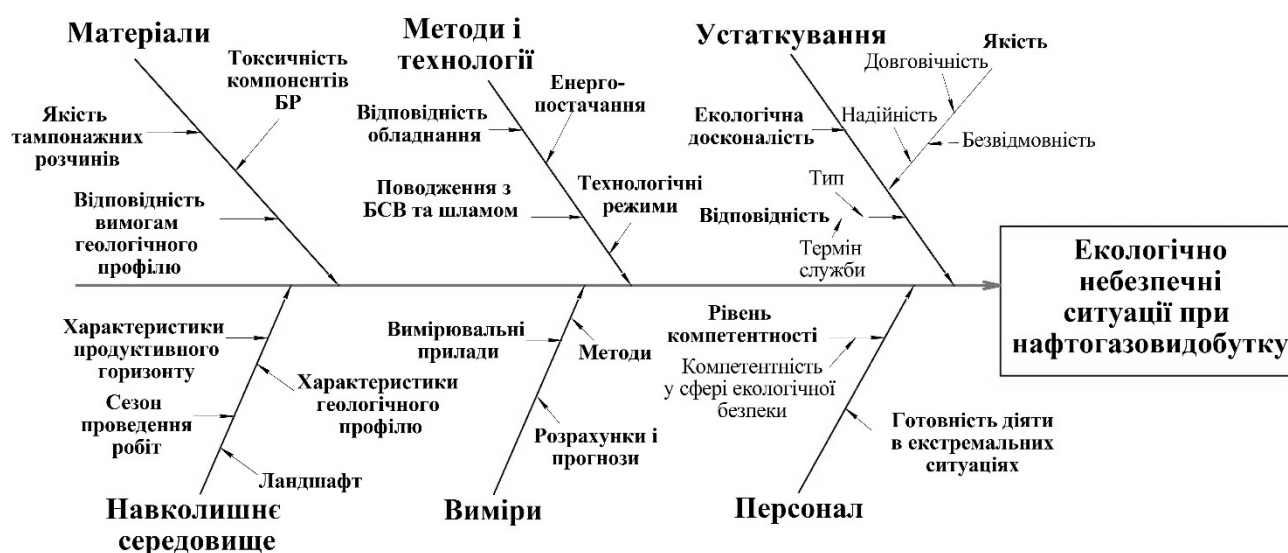 Матеріали
Токсичність
компонентів
БР
Якість
тампонажних
розчинів
Відповідність
вимогам
геологічного
профілю
Методи і
технології
Енерго-
постачання
Відповідність
обладнання
Поводження з
БСВ та шламом
Технологічні
режими
Устаткування
Якість
Довговічність
Екологічна
досконалість
Надійність
Безвідмовність
Тип
Відповідність
Термін
служби
Екологічно
небезпечні
ситуації при
нафтогазовидобутку
Характеристики
продуктивного
горизонту
Характеристики
геологічного
профілю
Сезон
проведення
робіт
Ландшафт
Навколишнє
середовище
Вимірювальні
прилади
Методи
Розрахунки і
прогнози
Виміри
Рівень
компетентності
Компетентність
у сфері екологічної
безпеки
Готовність діяти
в екстремальних
ситуаціях
Персонал